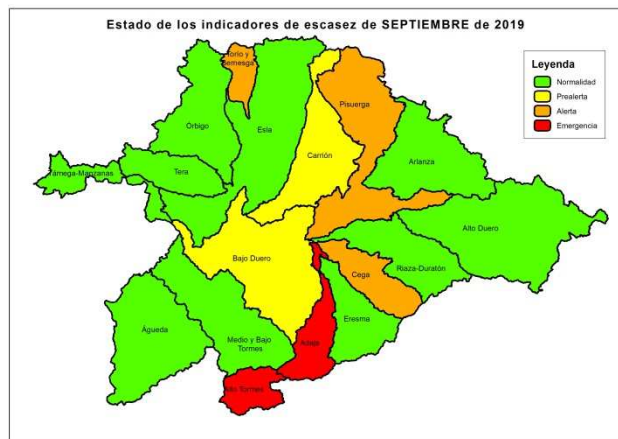 Estado de los indicadores de escasez de SEPTIEMBRE de 2019
Leyenda
Normalidad
Prealerta
Alerta
Emergencia
Torio y
Bernesga
Pisuerga
Órbigo
Esla
Carrión
Arlanza
Támega-Manzanas
Tera
Alto Duero
Bajo Duero
Cega
Riaza-Duratón
Águeda
Medio y Bajo
Tormes
Adaja
Eresma
Alto Tormes